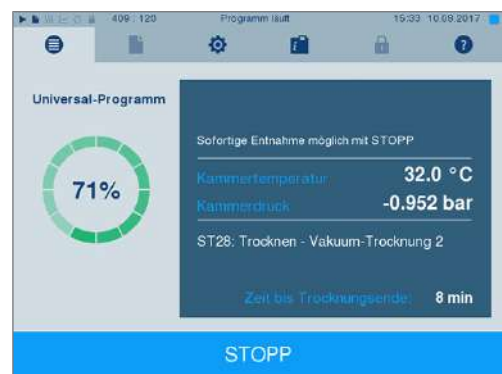 409 : 120 Programm läuft 15:33 10.08.2017
Universal-Programm
71%
Sofortige Entnahme möglich mit STOPP
Kammertemperatur 32.0 °C
Kammerdruck -0.952 bar
ST28: Trocknen - Vakuum-Trocknung 2
Zeit bis Trocknungsende: 8 min
STOPP